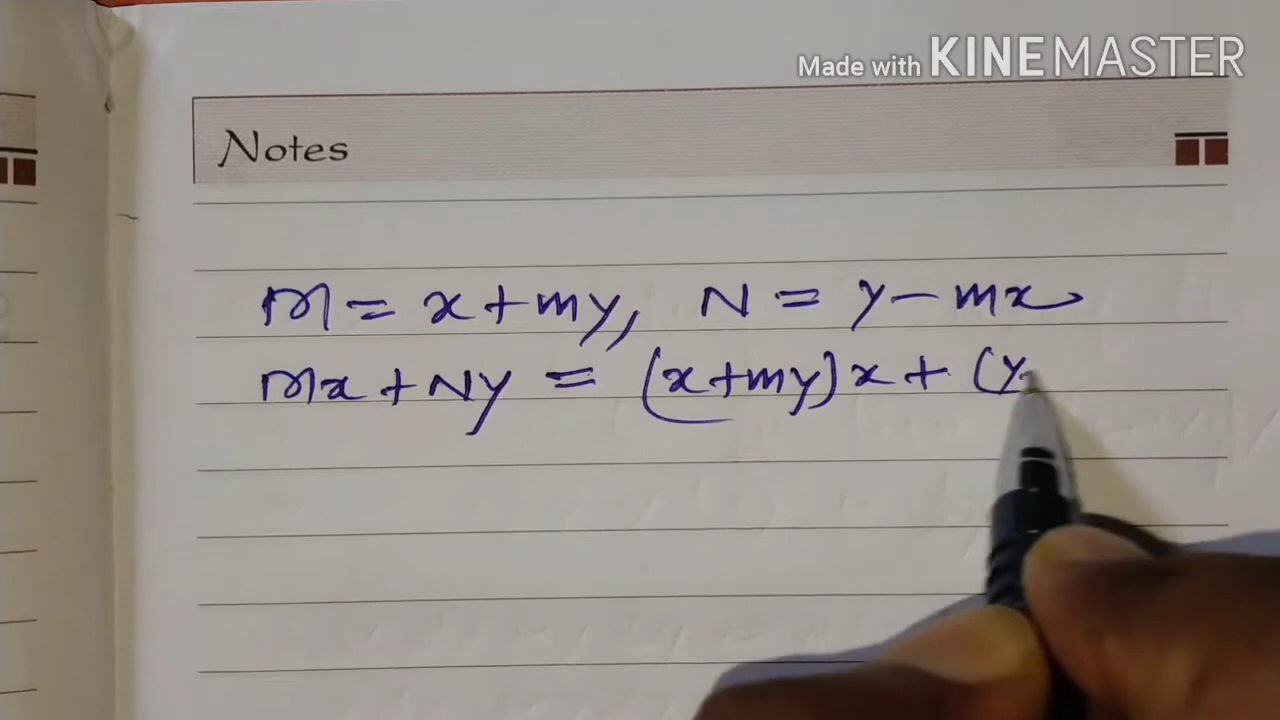 Made with KINEMASTER
Notes
M = x + my, N = y - mx
Mx + Ny = (x + my) x + (y